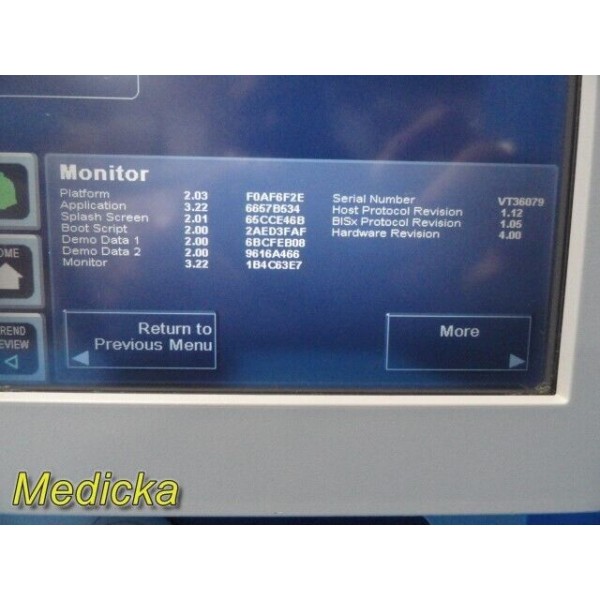 Monitor
Platform 2.03 F0AF6F2E
Application 3.22 6657B534
Splash Screen 2.01 65CCE46B
Boot Script 2.00 2AED3FAF
Demo Data 1 2.00 6BCFEB08
Demo Data 2 2.00 9616A466
Monitor 3.22 1B4C63E7
Serial Number VT36079
Host Protocol Revision 1.12
BISx Protocol Revision 1.05
Hardware Revision 4.00
OME
REND
EVIEW
Return to
Previous Menu
More
Medicka